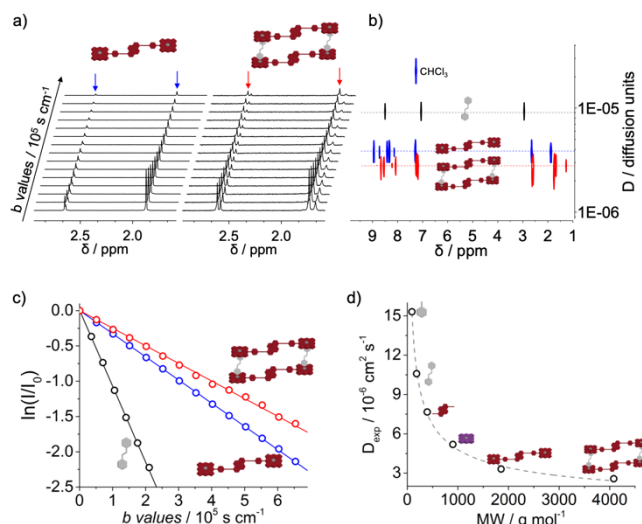 a)
b values / 10⁵ s cm⁻¹
2.5 2.0 2.5 2.0
δ / ppm δ / ppm
b)
CHCl₃
1E-05
1E-06
D / diffusion units
9 8 7 6 5 4 3 2 1
δ / ppm
c)
0.0
-0.5
-1.0
-1.5
-2.0
-2.5
ln(I/I₀)
0 1 2 3 4 5 6
b values / 10⁵ s cm⁻¹
d)
15
12
9
6
3
D_exp / 10⁻⁶ cm² s⁻¹
0 1000 2000 3000 4000
MW / g mol⁻¹